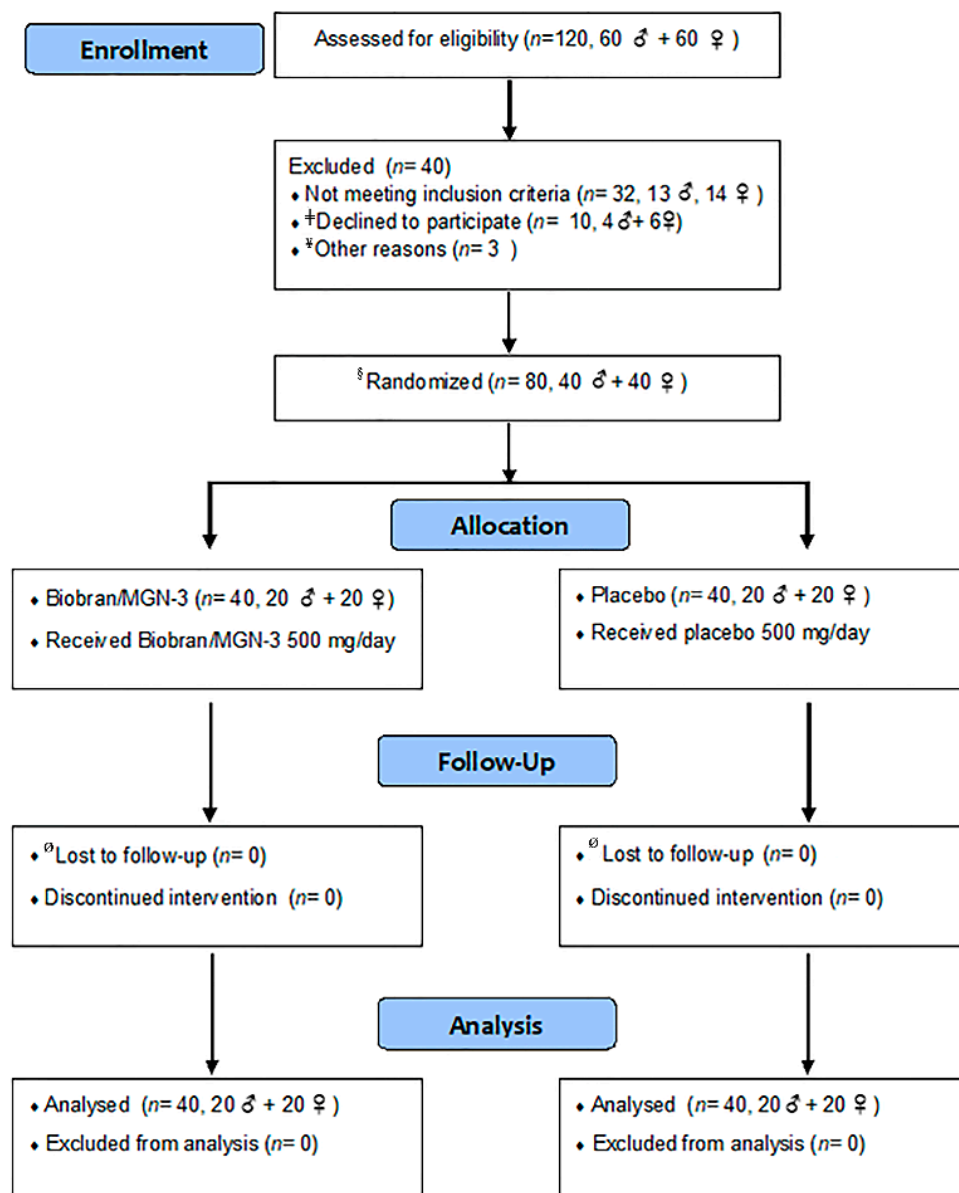 Enrollment
Assessed for eligibility (n=120, 60 ♂ + 60 ♀ )
Excluded (n= 40)
♦ Not meeting inclusion criteria (n= 32, 13 ♂, 14 ♀ )
♦ ǂDeclined to participate (n= 10, 4♂+ 6♀)
♦ ¥Other reasons (n= 3 )
§Randomized (n= 80, 40 ♂ + 40 ♀ )
Allocation
♦ Biobran/MGN-3 (n= 40, 20 ♂ + 20 ♀)
♦ Received Biobran/MGN-3 500 mg/day
♦ Placebo (n= 40, 20 ♂ + 20 ♀ )
♦ Received placebo 500 mg/day
Follow-Up
♦ øLost to follow-up (n= 0)
♦ Discontinued intervention (n= 0)
♦ ø Lost to follow-up (n= 0)
♦ Discontinued intervention (n= 0)
Analysis
♦ Analysed (n= 40, 20 ♂ + 20 ♀ )
♦ Excluded from analysis (n= 0)
♦ Analysed (n= 40, 20 ♂ + 20 ♀ )
♦ Excluded from analysis (n= 0)